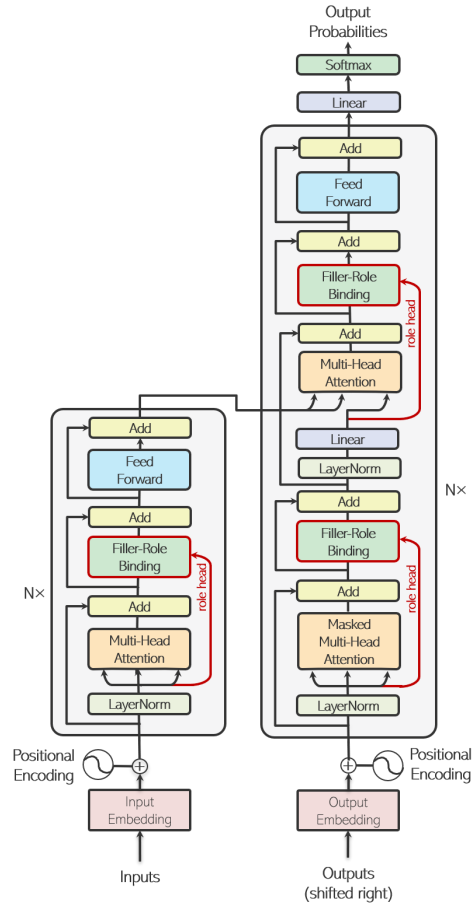 Output
Probabilities
Softmax
Linear
Add
Feed
Forward
Add
Filler-Role
Binding
role head
Add
Multi-Head
Attention
Linear
LayerNorm
Add
Filler-Role
Binding
role head
Add
Masked
Multi-Head
Attention
LayerNorm
N×
Positional
Encoding
Output
Embedding
Outputs
(shifted right)
Add
Feed
Forward
Add
Filler-Role
Binding
role head
Add
Multi-Head
Attention
LayerNorm
N×
Positional
Encoding
Input
Embedding
Inputs